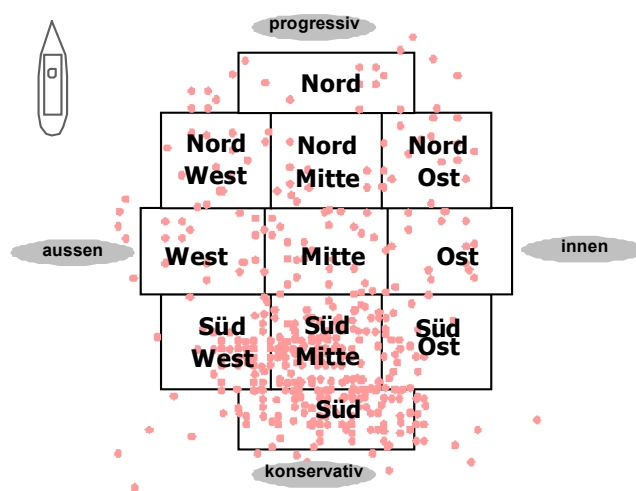 progressiv
Nord
Nord
West
Nord
Mitte
Nord
Ost
aussen
West
Mitte
Ost
innen
Süd
West
Süd
Mitte
Süd
Ost
Süd
konservativ